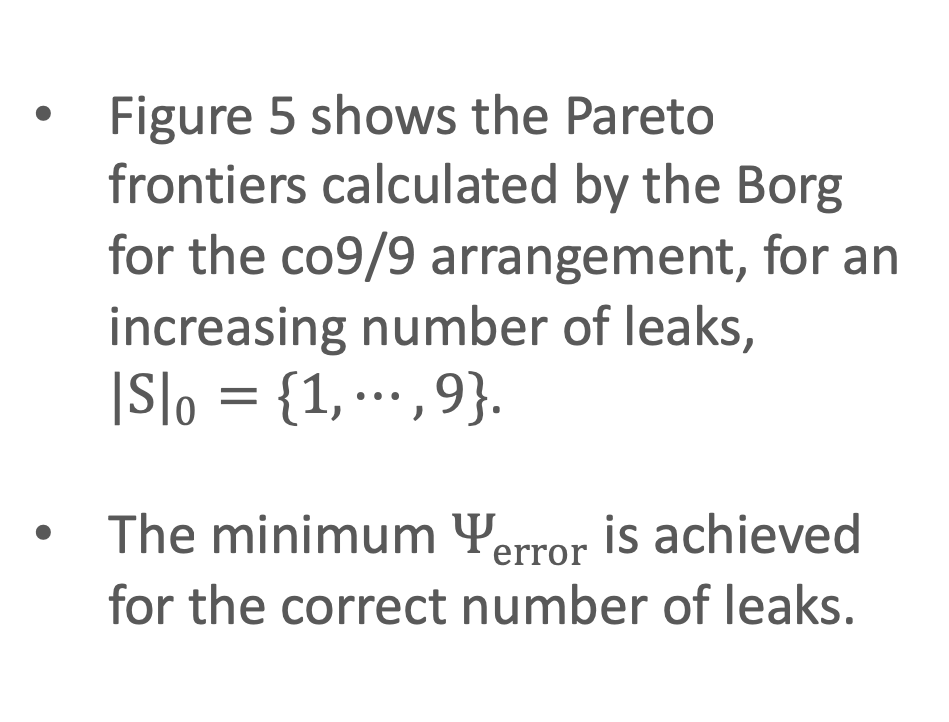 • Figure 5 shows the Pareto
frontiers calculated by the Borg
for the co9/9 arrangement, for an
increasing number of leaks,
|S|₀ = {1, ⋯ , 9}.
• The minimum Ψ_error is achieved
for the correct number of leaks.